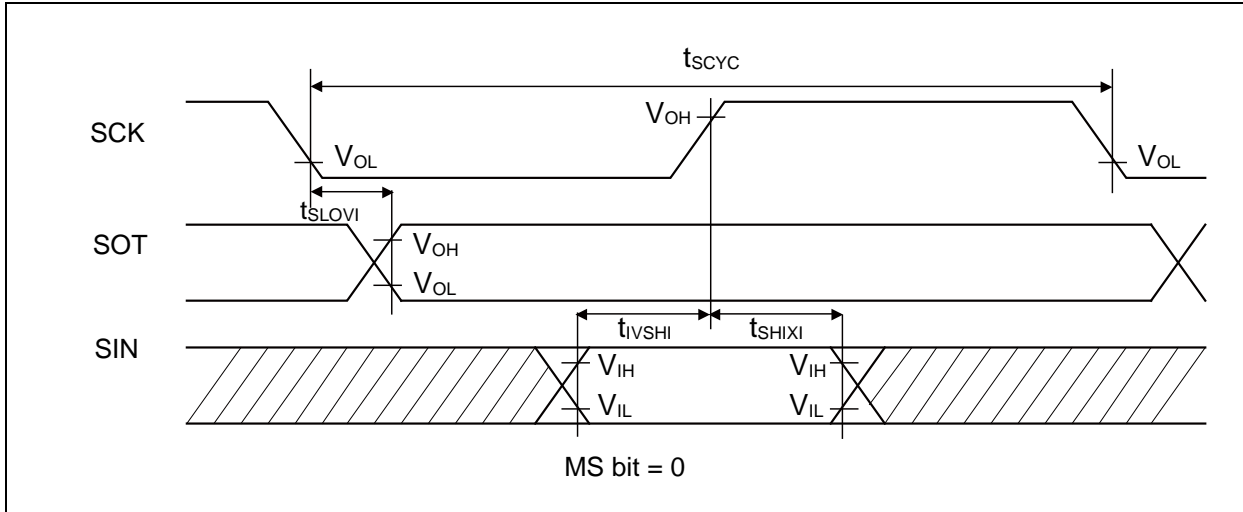 tSCYC
SCK
VOH
VOL
VOL
tSLOVI
SOT
VOH
VOL
tIVSHI
tSHIXI
SIN
VIH
VIH
VIL
VIL
MS bit = 0